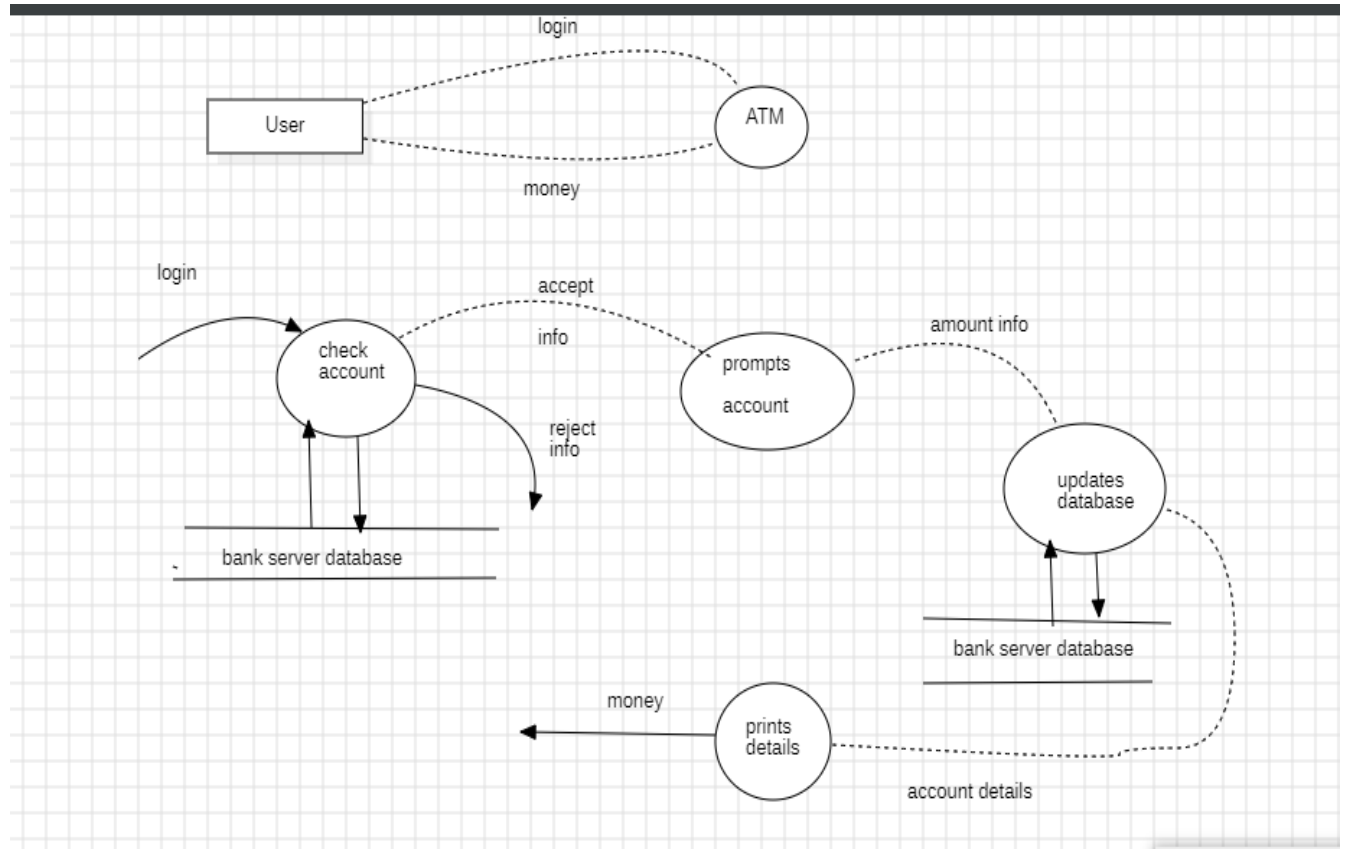 login
User
ATM
money
login
accept
info
check
account
prompts
account
amount info
reject
info
updates
database
bank server database
bank server database
money
prints
details
account details